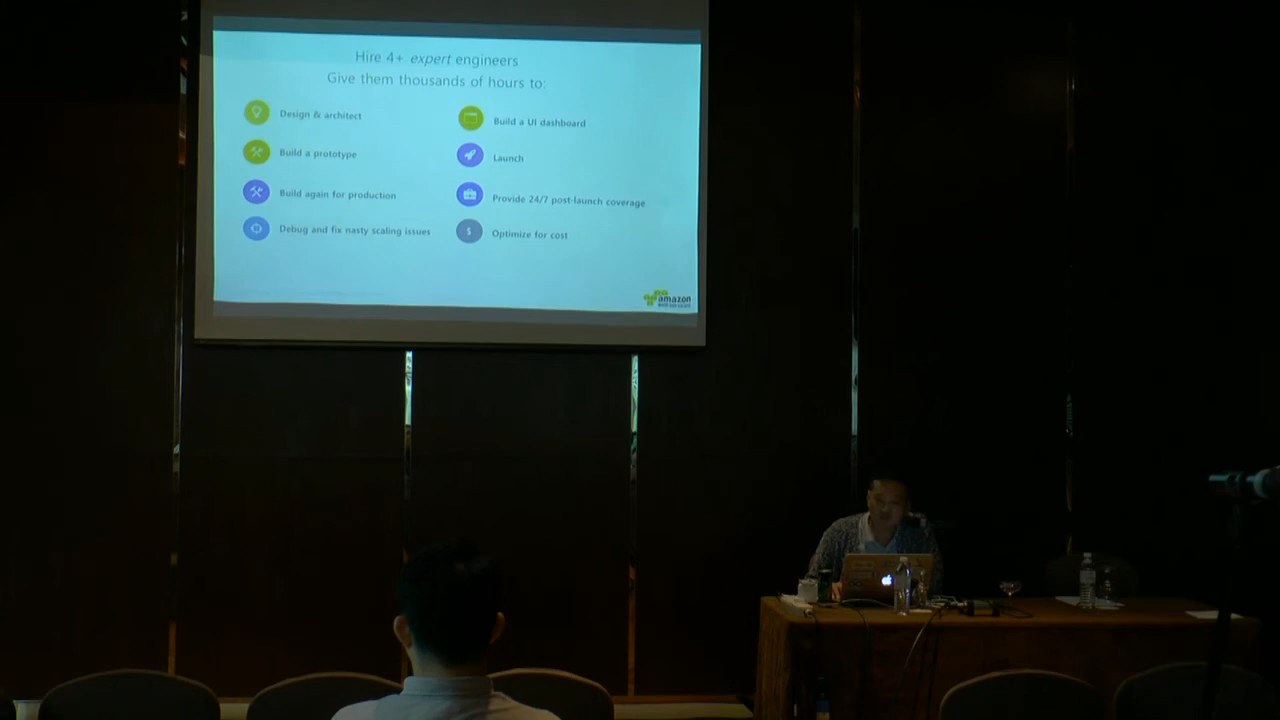 Hire 4+ expert engineers
Give them thousands of hours to:
Design & architect
Build a prototype
Build again for production
Debug and fix nasty scaling issues
Build a UI dashboard
Launch
Provide 24/7 post-launch coverage
$
Optimize for cost
amazon